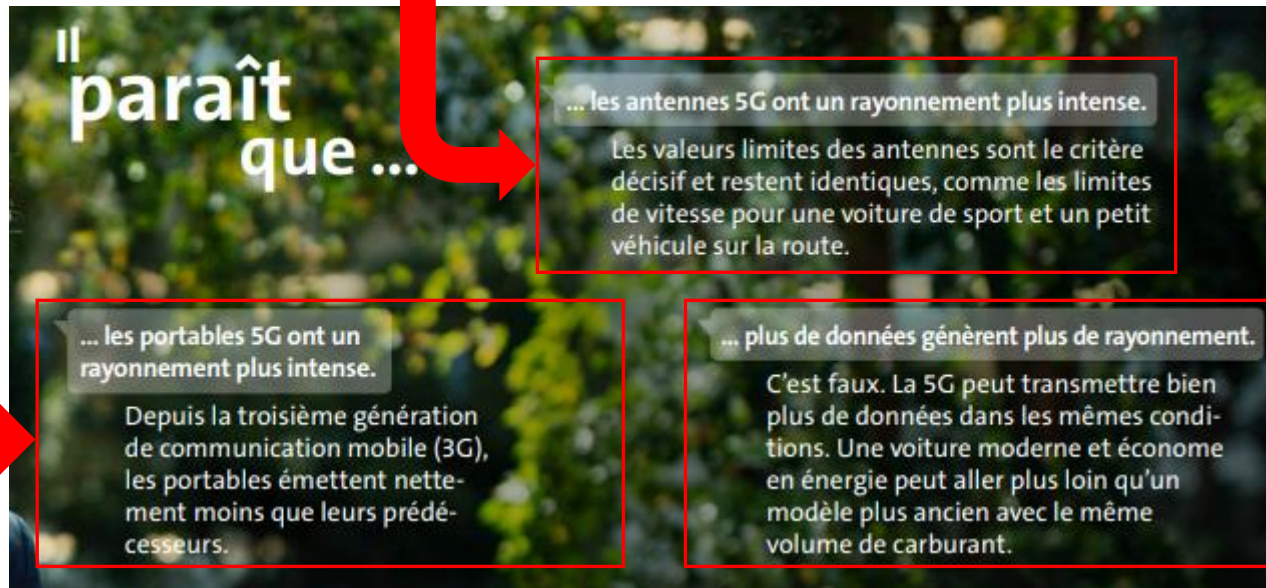 Il
paraît
que ...
... les antennes 5G ont un rayonnement plus intense.
Les valeurs limites des antennes sont le critère
décisif et restent identiques, comme les limites
de vitesse pour une voiture de sport et un petit
véhicule sur la route.
... les portables 5G ont un
rayonnement plus intense.
Depuis la troisième génération
de communication mobile (3G),
les portables émettent nette-
ment moins que leurs prédé-
cesseurs.
... plus de données génèrent plus de rayonnement.
C'est faux. La 5G peut transmettre bien
plus de données dans les mêmes condi-
tions. Une voiture moderne et économe
en énergie peut aller plus loin qu'un
modèle plus ancien avec le même
volume de carburant.